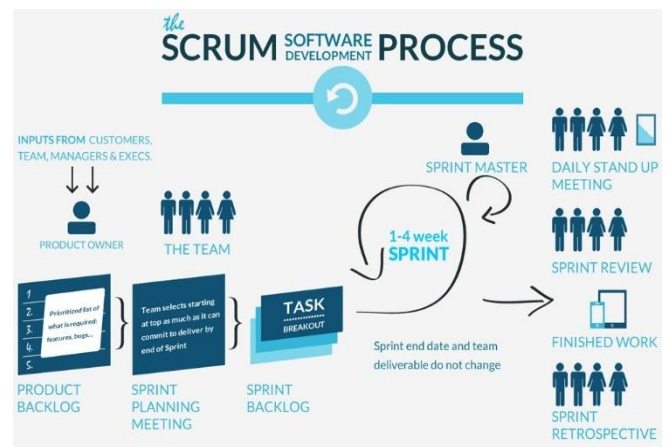 the
SCRUM SOFTWARE DEVELOPMENT PROCESS
INPUTS FROM CUSTOMERS,
TEAM, MANAGERS & EXECS.
PRODUCT OWNER
THE TEAM
SPRINT MASTER
DAILY STAND UP
MEETING
1-4 week
SPRINT
SPRINT REVIEW
1
2.
3.
4.
5.
Prioritized list of
what is required:
features, bugs...
Team selects starting
at top as much as it can
commit to deliver by
end of Sprint
TASK
BREAKOUT
Sprint end date and team
deliverable do not change
FINISHED WORK
PRODUCT
BACKLOG
SPRINT
PLANNING
MEETING
SPRINT
BACKLOG
SPRINT
RETROSPECTIVE